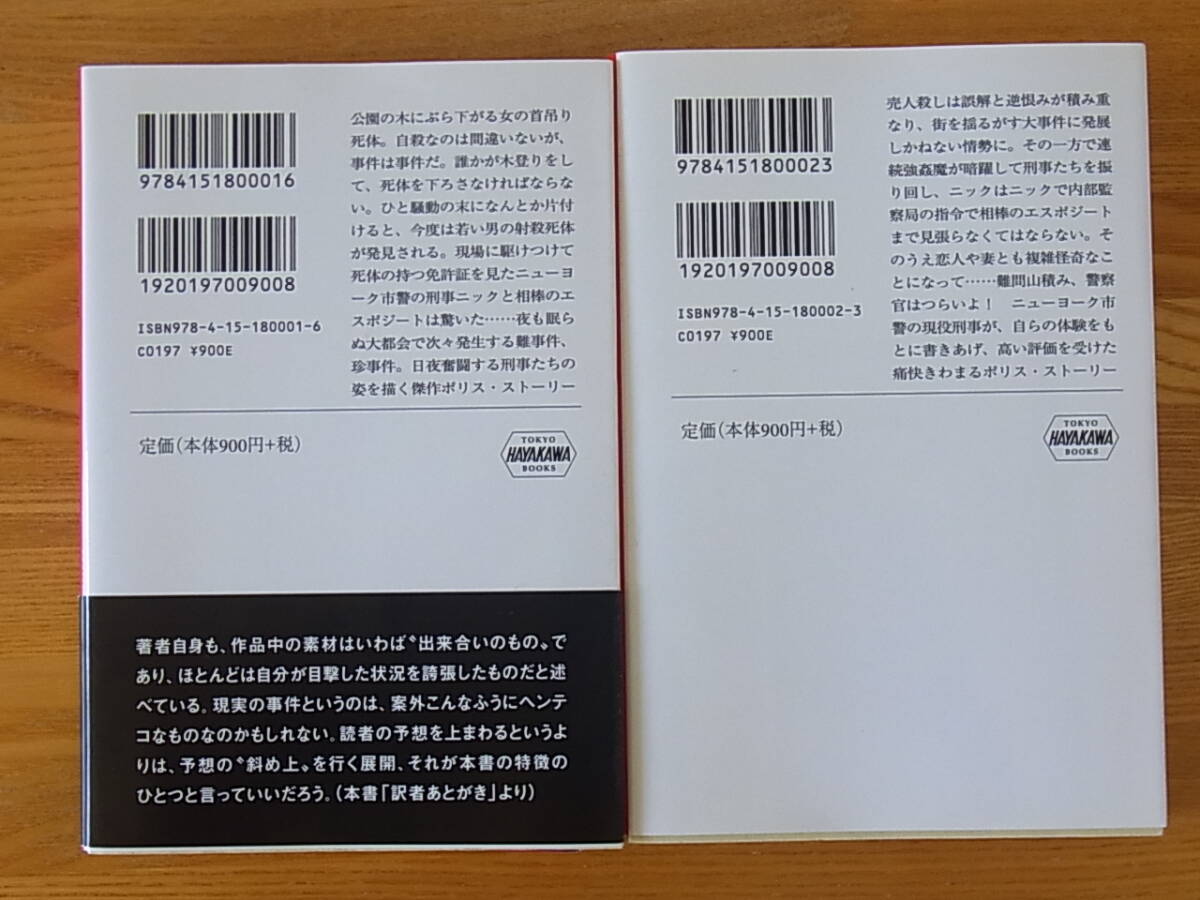 9784151800016
1920197009008
ISBN978-4-15-180001-6
C0197 ¥900E
公園の木にぶら下がる女の首吊り
死体。自殺なのは間違いないが、
事件は事件だ。誰かが木登りをし
て、死体を下ろさなければならな
い。ひと騒動の末になんとか片付
けると、今度は若い男の射殺死体
が発見される。現場に駆けつけて
死体の持つ免許証を見たニューヨ
ーク市警の刑事ニックと相棒のエ
スポジートは驚いた……夜も眠ら
ぬ大都会で次々発生する難事件、
珍事件。日夜奮闘する刑事たちの
姿を描く傑作ポリス・ストーリー
定価(本体900円+税)
TOKYO
HAYAKAWA
BOOKS
著者自身も、作品中の素材はいわば〝出来合いのもの〟で
あり、ほとんどは自分が目撃した状況を誇張したものだと述
べている。現実の事件というのは、案外こんなふうにヘンテ
コなものなのかもしれない。読者の予想を上まわるというよ
りは、予想の〝斜め上〟を行く展開、それが本書の特徴の
ひとつと言っていいだろう。(本書「訳者あとがき」より)
9784151800023
1920197009008
ISBN978-4-15-180002-3
C0197 ¥900E
売人殺しは誤解と逆恨みが積み重
なり、街を揺るがす大事件に発展
しかねない情勢に。その一方で連
続強姦魔が暗躍して刑事たちを振
り回し、ニックはニックで内部監
察局の指令で相棒のエスポジート
まで見張らなくてはならない。そ
のうえ恋人や妻とも複雑怪奇なこ
とになって……難問山積み、警察
官はつらいよ! ニューヨーク市
警の現役刑事が、自らの体験をも
とに書きあげ、高い評価を受けた
痛快きわまるポリス・ストーリー
定価(本体900円+税)
TOKYO
HAYAKAWA
BOOKS